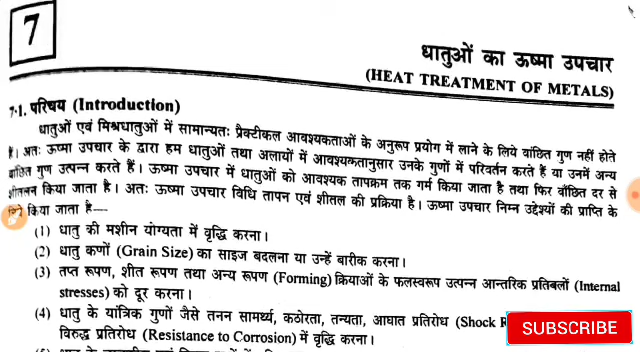 7
धातुओं का ऊष्मा उपचार
(HEAT TREATMENT OF METALS)
7·1. परिचय (Introduction)
धातुओं एवं मिश्रधातुओं में सामान्यतः प्रैक्टीकल आवश्यकताओं के अनुरूप प्रयोग में लाने के लिये वांछित गुण नहीं होते
हैं। अतः ऊष्मा उपचार के द्वारा हम धातुओं तथा अलायों में आवश्यकतानुसार उनके गुणों में परिवर्तन करते हैं या उनमें अन्य
वांछित गुण उत्पन्न करते हैं। ऊष्मा उपचार में धातुओं को आवश्यक तापक्रम तक गर्म किया जाता है तथा फिर वाँछित दर से
शीतलन किया जाता है। अतः ऊष्मा उपचार विधि तापन एवं शीतल की प्रक्रिया है। ऊष्मा उपचार निम्न उद्देश्यों की प्राप्ति के
लिये किया जाता है—
(1) धातु की मशीन योग्यता में वृद्धि करना।
(2) धातु कणों (Grain Size) का साइज बदलना या उन्हें बारीक करना।
(3) तप्त रूपण, शीत रूपण तथा अन्य रूपण (Forming) क्रियाओं के फलस्वरूप उत्पन्न आन्तरिक प्रतिबलों (Internal
stresses) को दूर करना।
(4) धातु के यांत्रिक गुणों जैसे तनन सामर्थ्य, कठोरता, तन्यता, आघात प्रतिरोध (Shock
विरुद्ध प्रतिरोध (Resistance to Corrosion) में वृद्धि करना।
SUBSCRIBE